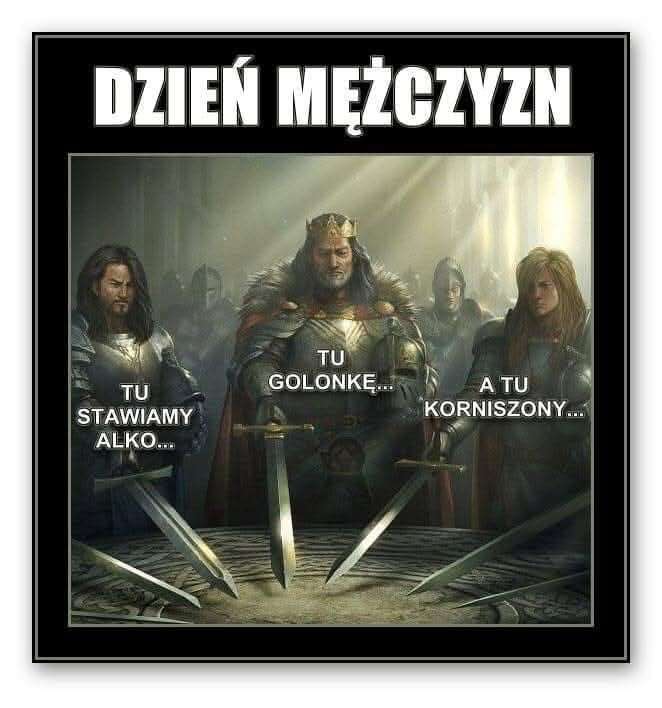 DZIEŃ MĘŻCZYZN
TU
GOLONKĘ...
TU
STAWIAMY
ALKO...
A TU
KORNISZONY...